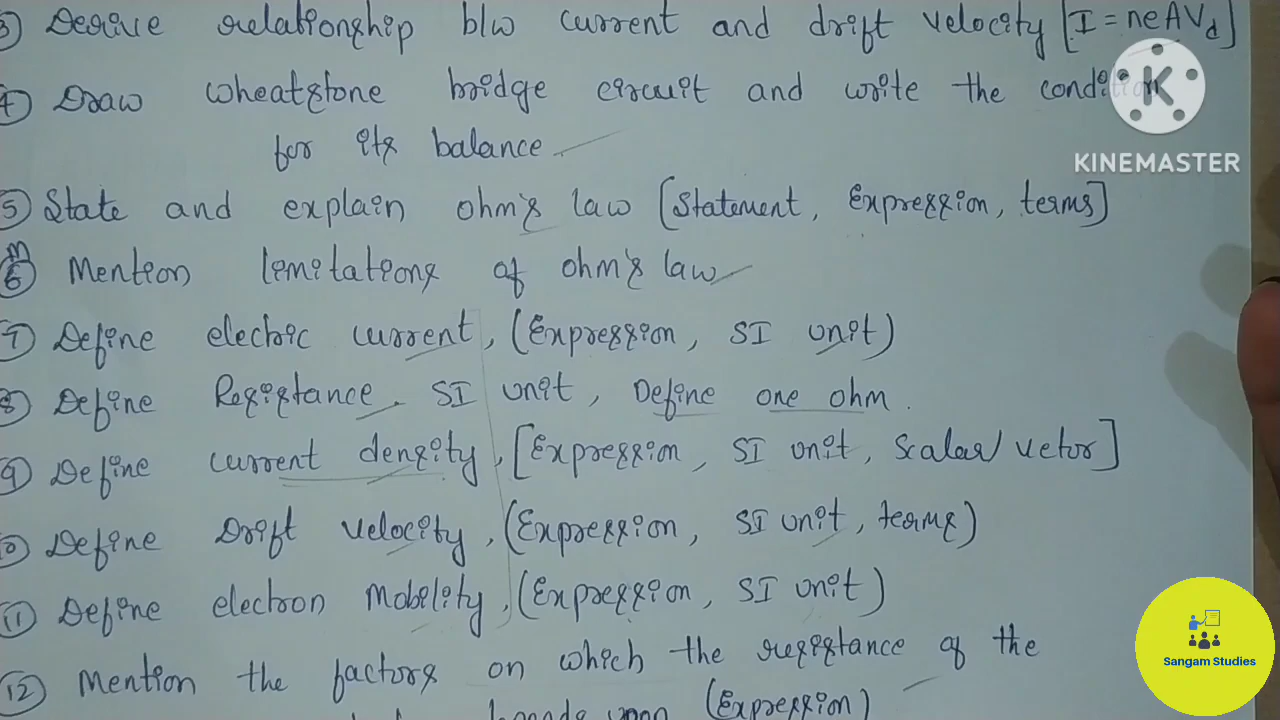 ③ Derive relationship b/w current and drift velocity [I = neAVd]
④ Draw wheatstone bridge circuit and write the condition
for its balance
⑤ State and explain ohm's law [Statement, Expression, terms]
m
⑥ Mention limitations of ohm's law
⑦ Define electric current, (Expression, SI unit)
⑧ Define Resistance. SI unit, Define one ohm.
⑨ Define current density, [Expression, SI unit, Scalar/vetor]
⑩ Define Drift velocity, (Expression, SI unit, terms)
⑪ Define electron Mobility, (Expression, SI unit)
⑫ Mention the factors on which the resistance of the
upon (Expression)
KINEMASTER
Sangam Studies